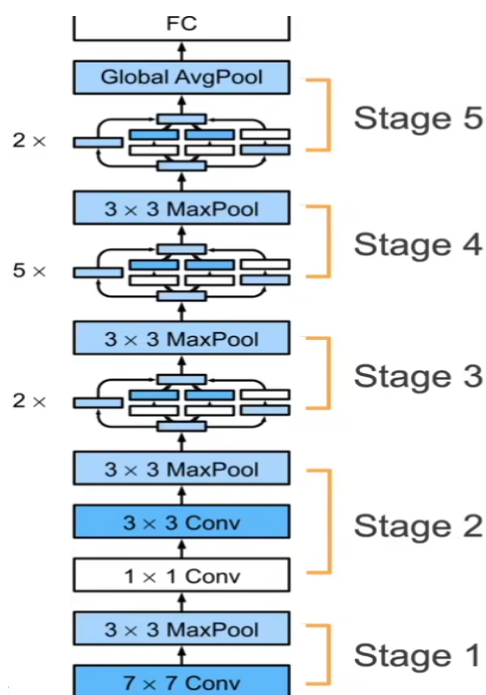 FC
Global AvgPool
Stage 5
2 ×
3 × 3 MaxPool
Stage 4
5 ×
3 × 3 MaxPool
Stage 3
2 ×
3 × 3 MaxPool
3 × 3 Conv
Stage 2
1 × 1 Conv
3 × 3 MaxPool
Stage 1
7 × 7 Conv